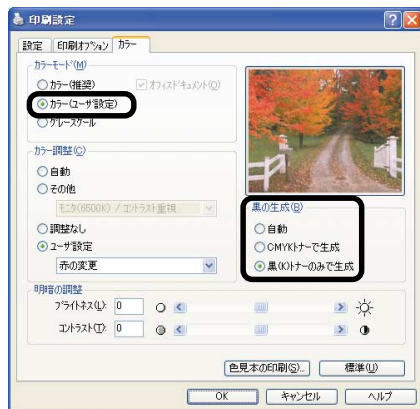 印刷設定
設定 印刷オプション カラー
カラーモード(M)
カラー(推奨) オフィスドキュメント(O)
カラー(ユーザ設定)
グレースケール
カラー調整(C)
自動
その他
モニタ(6500K) / コントラスト重視
調整なし
ユーザ設定
赤の変更
黒の生成(B)
自動
CMYKトナーで生成
黒(K)トナーのみで生成
明暗の調整
ブライトネス(L): 0
コントラスト(T): 0
色見本の印刷(S)... 標準(U)
OK キャンセル ヘルプ